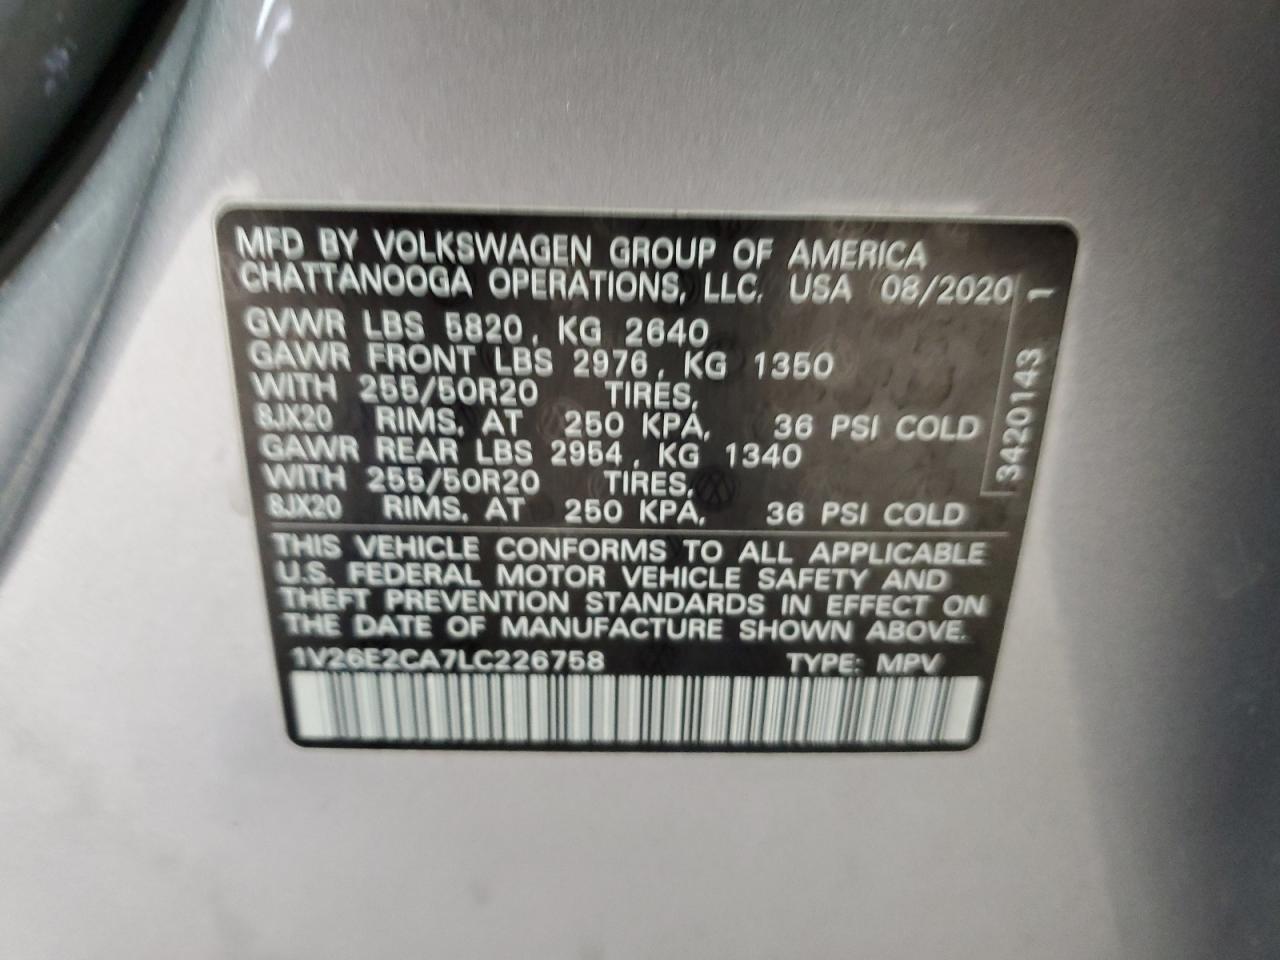 MFD BY VOLKSWAGEN GROUP OF AMERICA
CHATTANOOGA OPERATIONS, LLC. USA 08/2020
GVWR LBS 5820, KG 2640
GAWR FRONT LBS 2976, KG 1350
WITH 255/50R20 TIRES,
8JX20 RIMS, AT 250 KPA, 36 PSI COLD
GAWR REAR LBS 2954, KG 1340
WITH 255/50R20 TIRES,
8JX20 RIMS, AT 250 KPA, 36 PSI COLD
3420143 1
THIS VEHICLE CONFORMS TO ALL APPLICABLE
U.S. FEDERAL MOTOR VEHICLE SAFETY AND
THEFT PREVENTION STANDARDS IN EFFECT ON
THE DATE OF MANUFACTURE SHOWN ABOVE.
1V26E2CA7LC226758 TYPE: MPV